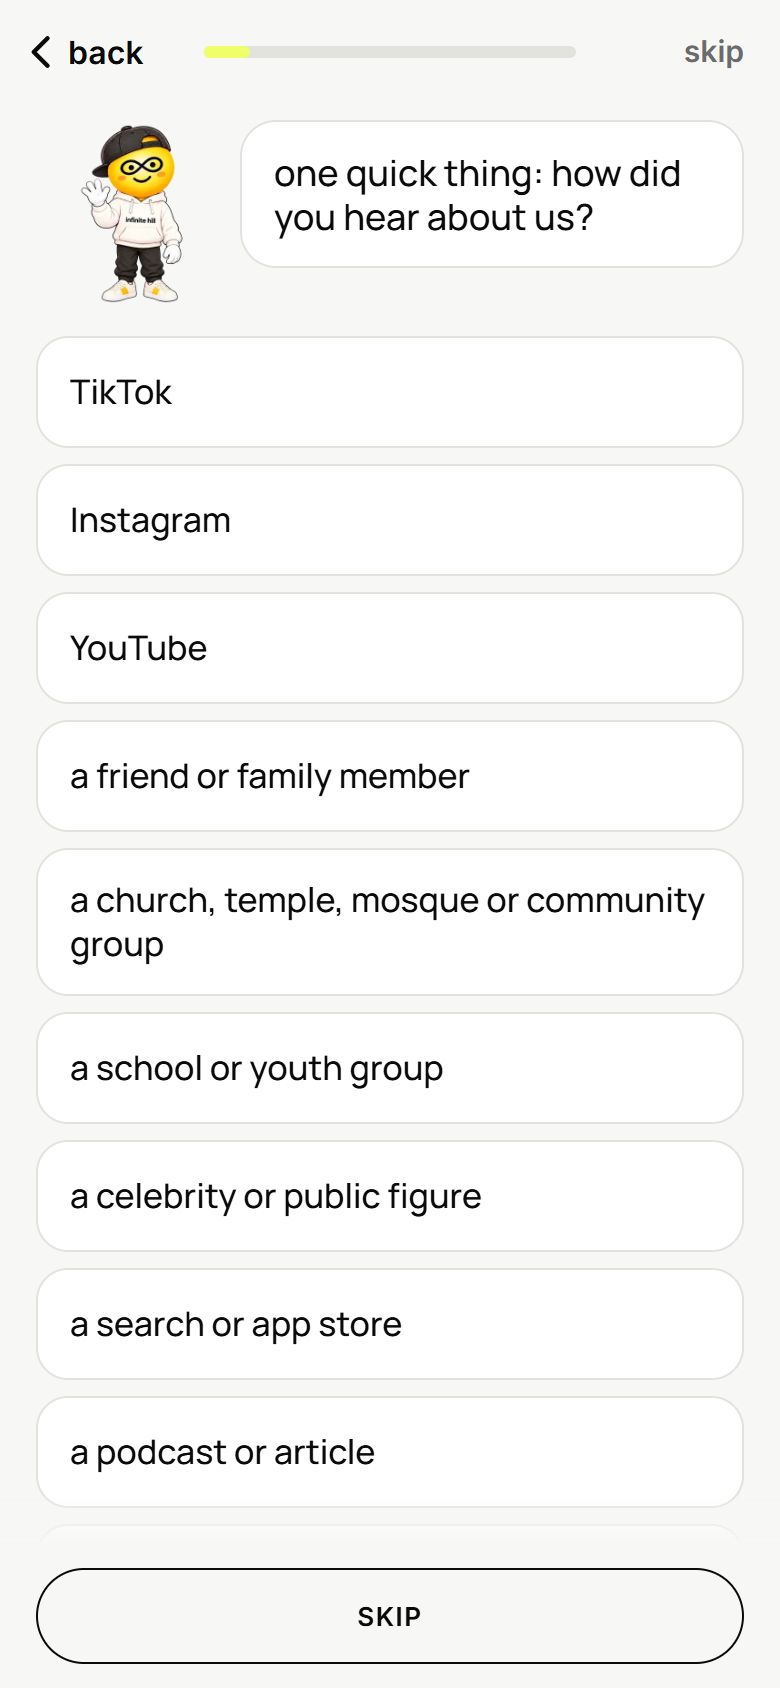 back
skip
one quick thing: how did
you hear about us?
infinite hill
TikTok
Instagram
YouTube
a friend or family member
a church, temple, mosque or community
group
a school or youth group
a celebrity or public figure
a search or app store
a podcast or article
SKIP